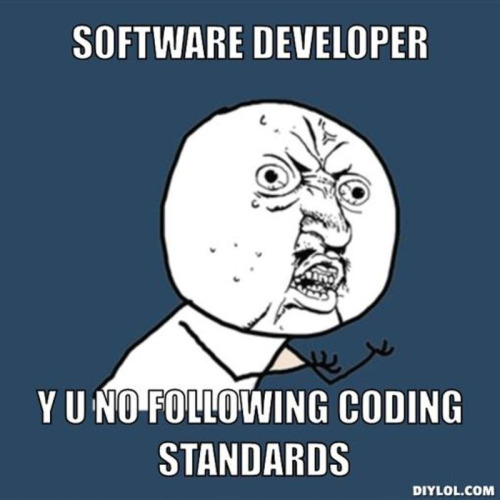 SOFTWARE DEVELOPER
Y U NO FOLLOWING CODING
STANDARDS
DIYLOL.COM